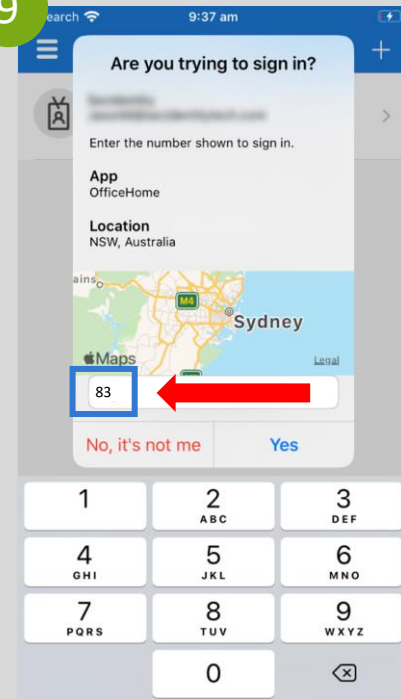 9
earch 9:37 am
Are you trying to sign in?
Enter the number shown to sign in.
App
OfficeHome
Location
NSW, Australia
ains
M4
Sydney
Maps
Legal
83
No, it's not me Yes
1 2 3
ABC DEF
4 5 6
GHI JKL MNO
7 8 9
PQRS TUV WXYZ
0